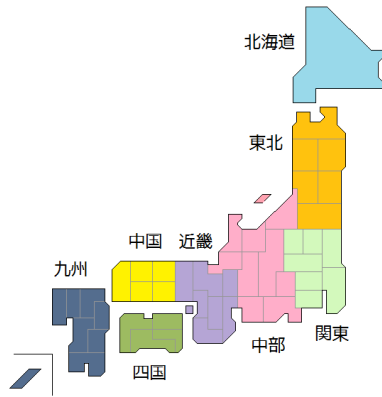 北海道
東北
中国
近畿
九州
関東
中部
四国